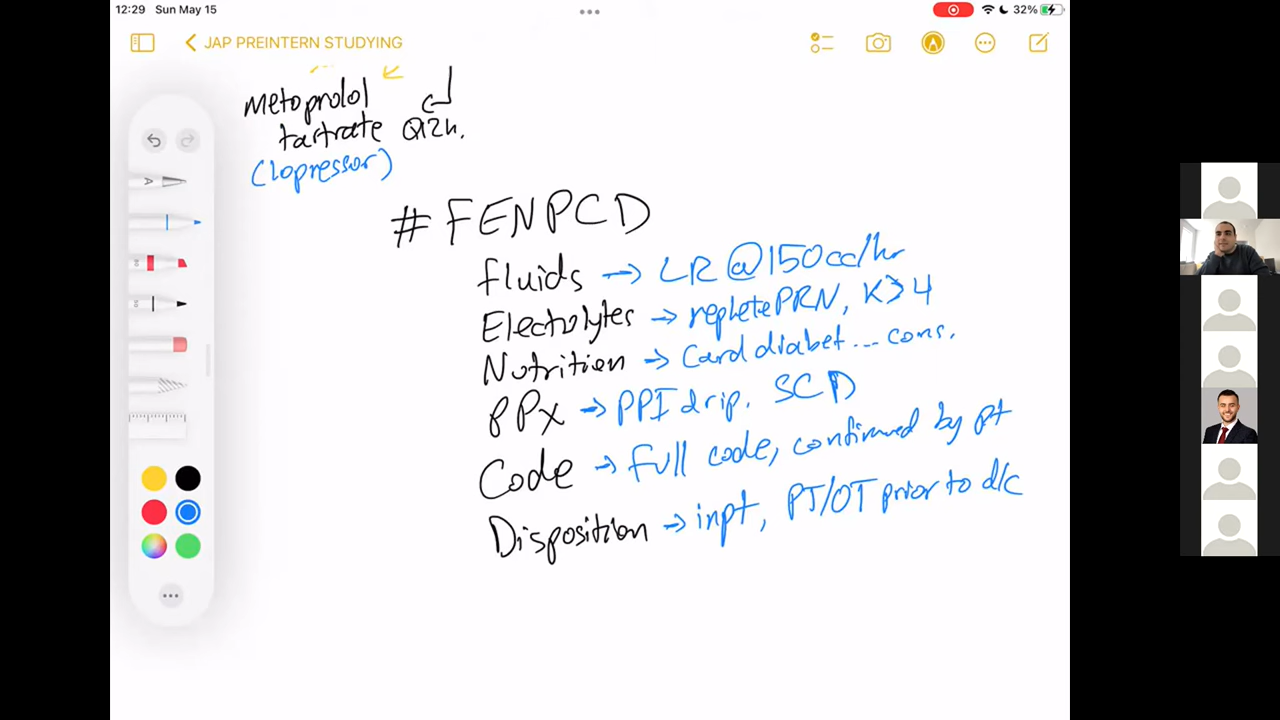 12:29 Sun May 15
32%
JAP PREINTERN STUDYING
metoprolol
tartrate Q12h.
(lopressor)
# FENPCD
fluids → LR @ 150cc/hr
Electrolytes → replete PRN, K≥4
Nutrition → Card diabet... cons.
PPx → PPI drip. SCD
Code → full code, confirmed by pt
Disposition → inpt, PT/OT prior to d/c